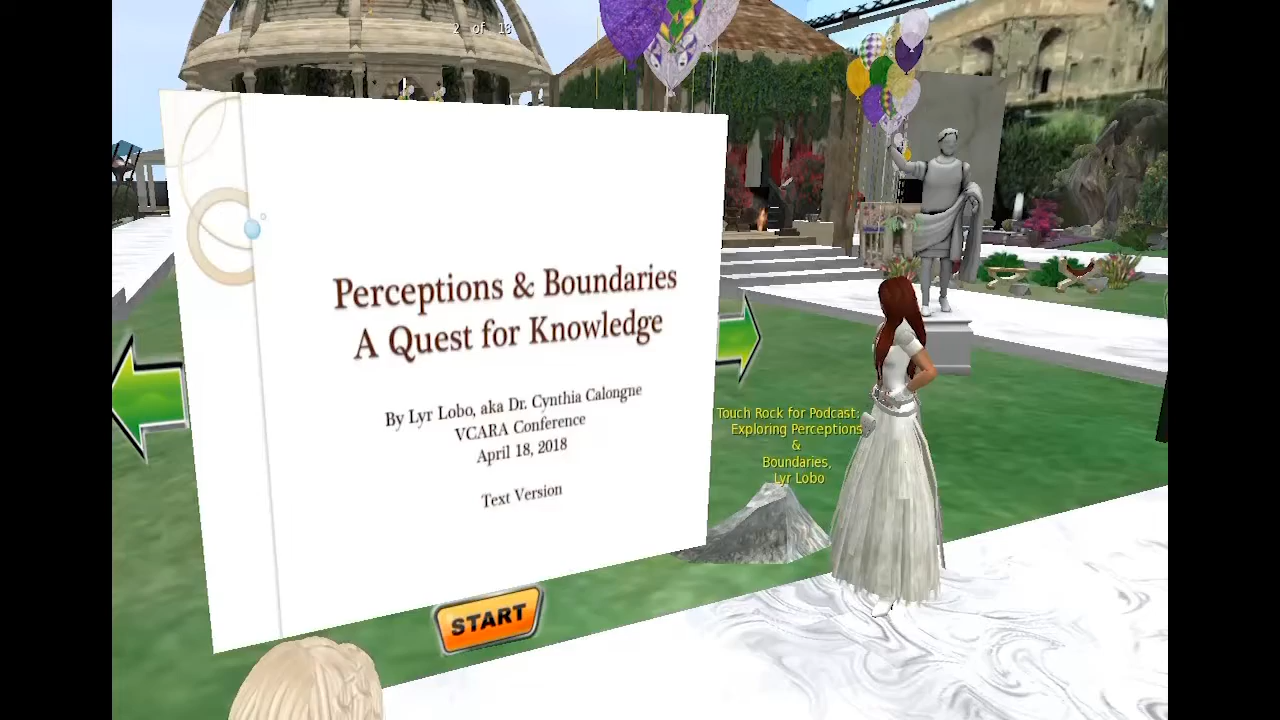 2 of 18
Perceptions & Boundaries
A Quest for Knowledge
By Lyr Lobo, aka Dr. Cynthia Calongne
VCARA Conference
April 18, 2018
Text Version
Touch Rock for Podcast:
Exploring Perceptions
&
Boundaries,
Lyr Lobo
START